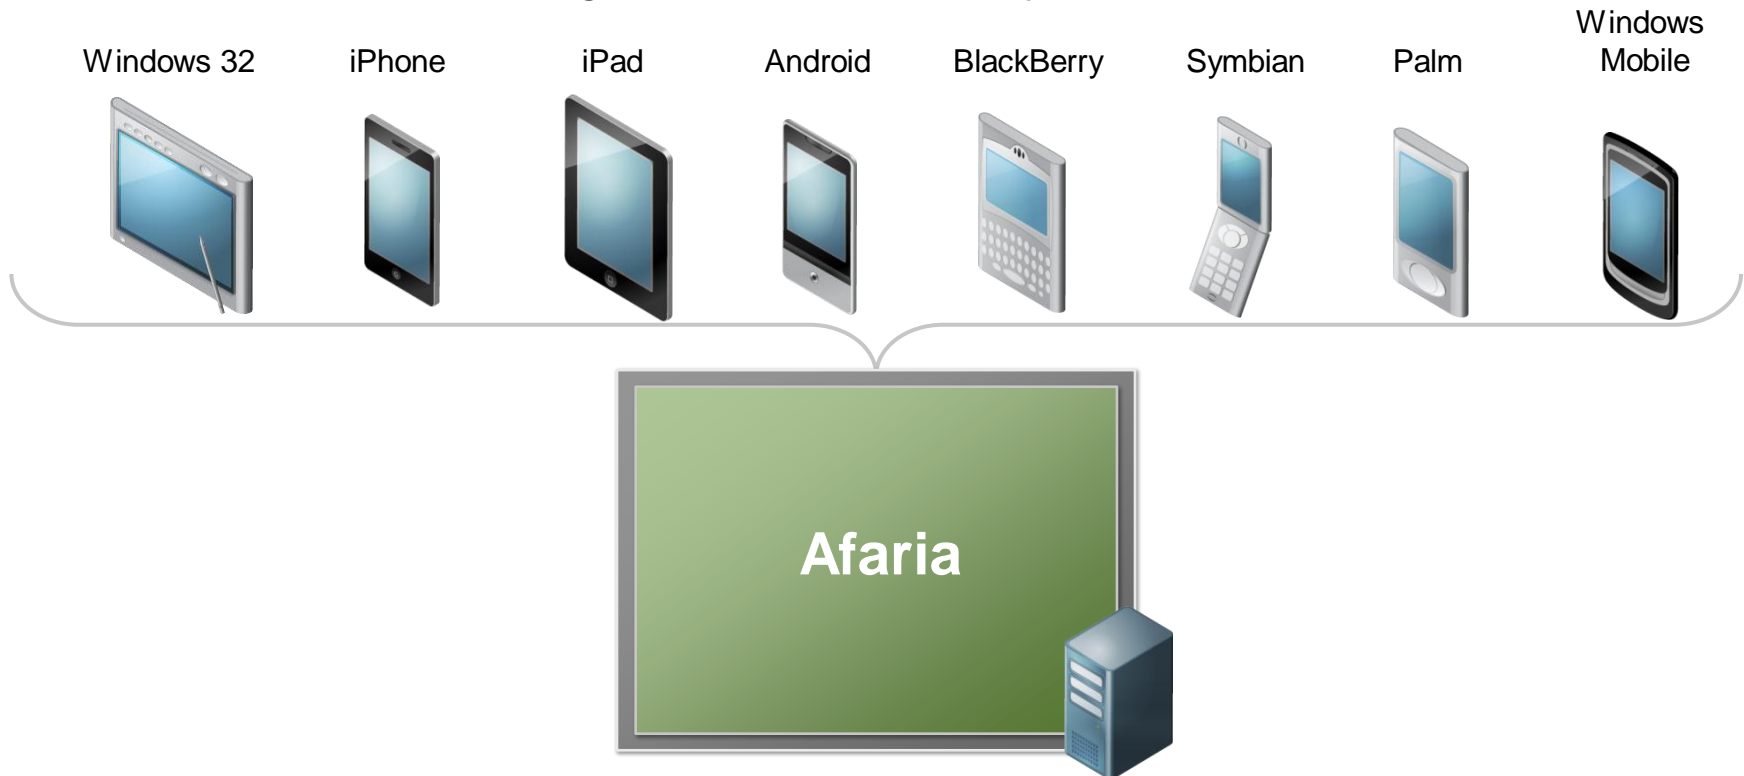 Windows 32
iPhone
iPad
Android
BlackBerry
Symbian
Palm
Windows
Mobile
Afaria